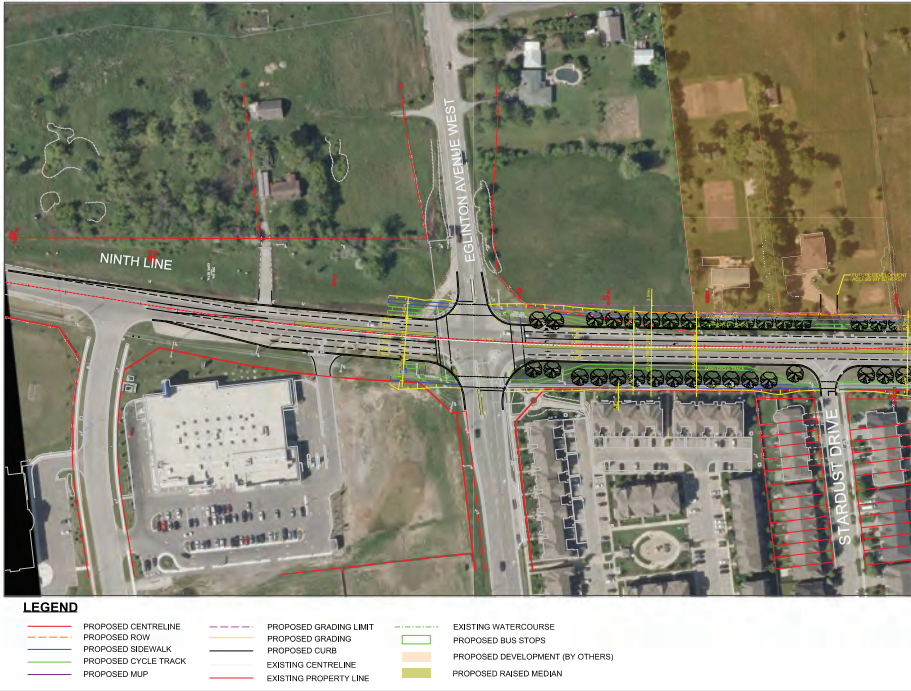 EGLINTON AVENUE WEST
NINTH LINE
FUTURE DEVELOPMENT
STARDUST DRIVE
LEGEND
PROPOSED CENTRELINE
PROPOSED ROW
PROPOSED SIDEWALK
PROPOSED CYCLE TRACK
PROPOSED MUP
PROPOSED GRADING LIMIT
PROPOSED GRADING
PROPOSED CURB
EXISTING CENTRELINE
EXISTING PROPERTY LINE
EXISTING WATERCOURSE
PROPOSED BUS STOPS
PROPOSED DEVELOPMENT (BY OTHERS)
PROPOSED RAISED MEDIAN